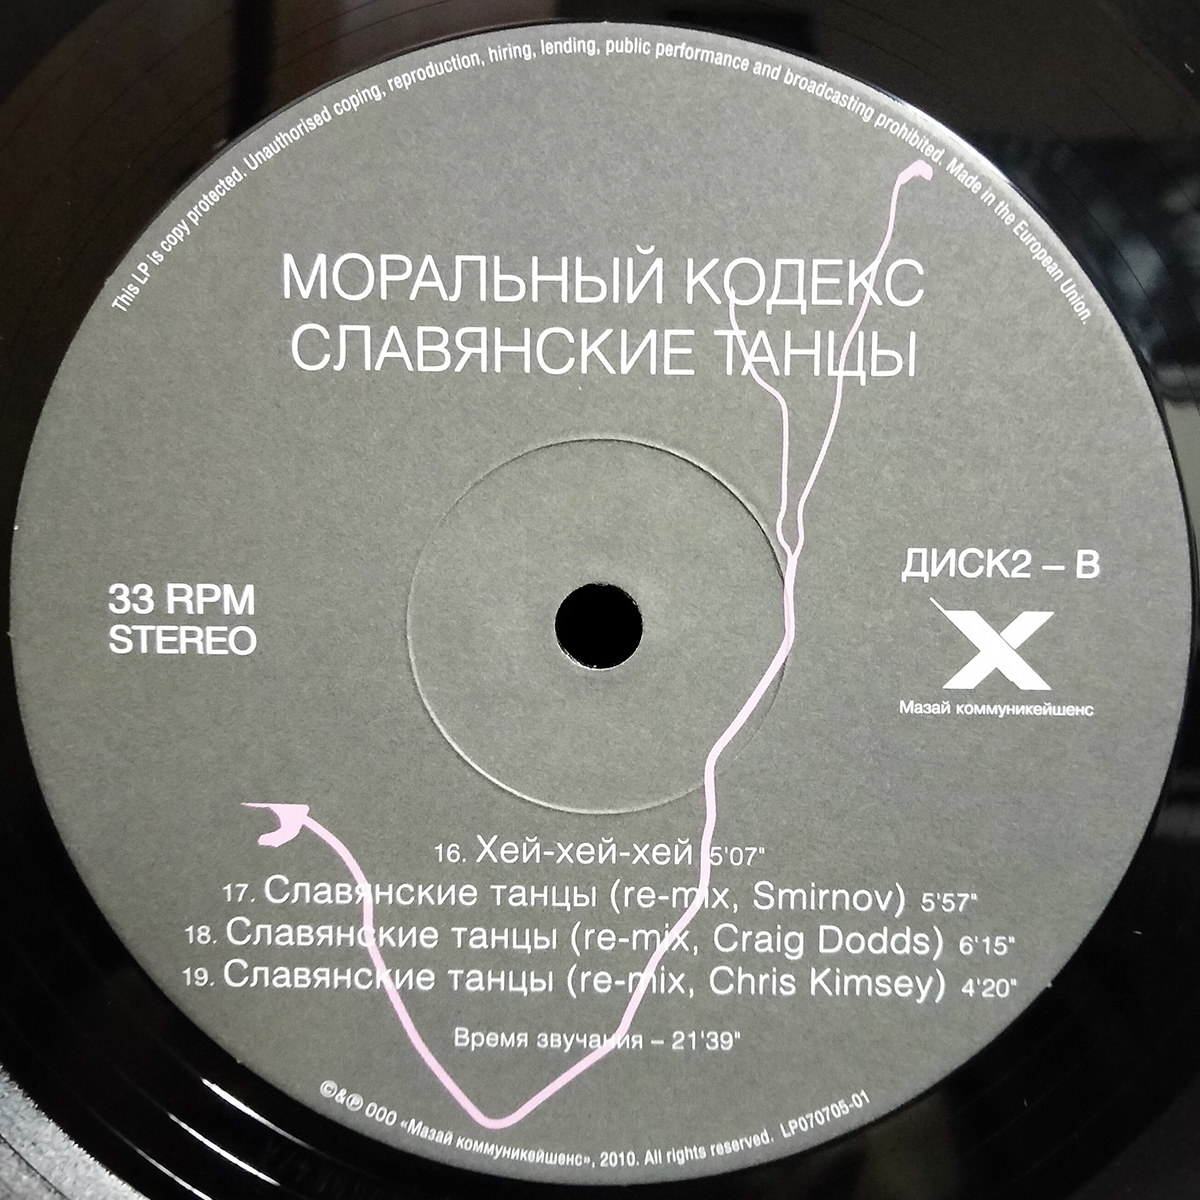 This LP is copy protected. Unauthorised coping, reproduction, hiring, lending, public performance and broadcasting prohibited. Made in the European Union.
МОРАЛЬНЫЙ КОДЕКС
СЛАВЯНСКИЕ ТАНЦЫ
33 RPM
STEREO
ДИСК2 – В
Мазай коммуникейшенс
16. Хей-хей-хей 5'07"
17. Славянские танцы (re-mix, Smirnov) 5'57"
18. Славянские танцы (re-mix, Craig Dodds) 6'15"
19. Славянские танцы (re-mix, Chris Kimsey) 4'20"
Время звучания – 21'39"
©&℗ ООО «Мазай коммуникейшенс», 2010. All rights reserved. LP070705-01